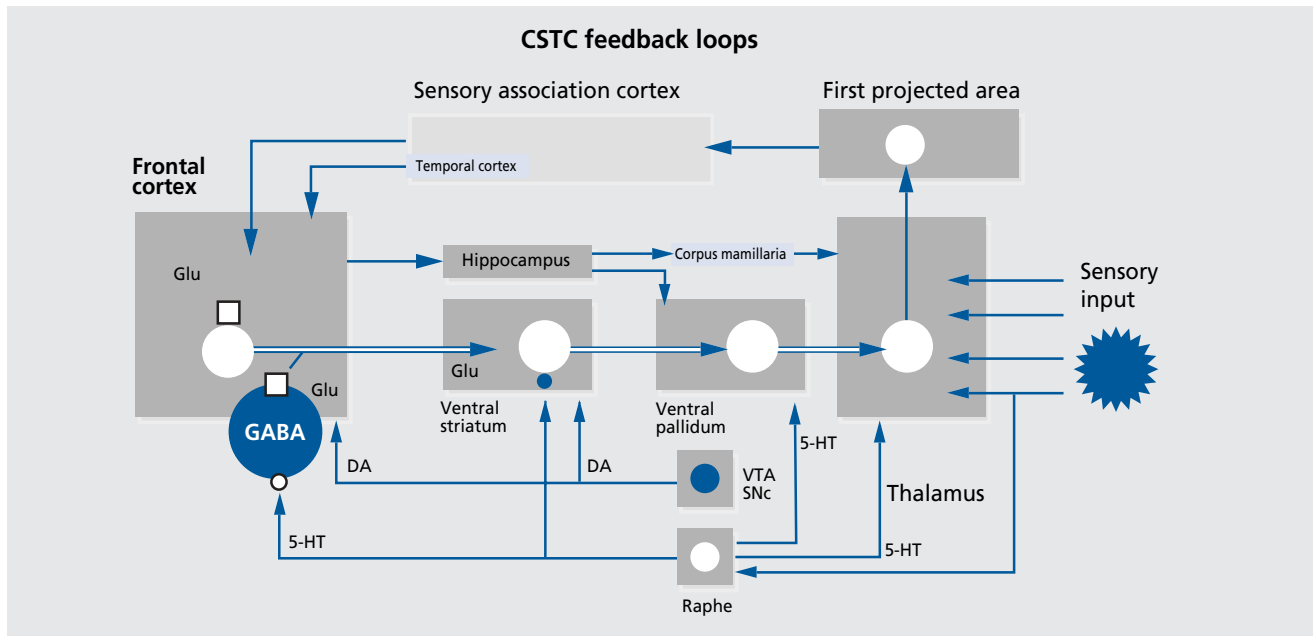 CSTC feedback loops
Sensory association cortex
First projected area
Temporal cortex
Frontal
cortex
Hippocampus
Corpus mamillaria
Glu
Sensory
input
Glu
Glu
Ventral
striatum
Ventral
pallidum
GABA
5-HT
DA
DA
VTA
SNc
Thalamus
5-HT
5-HT
Raphe